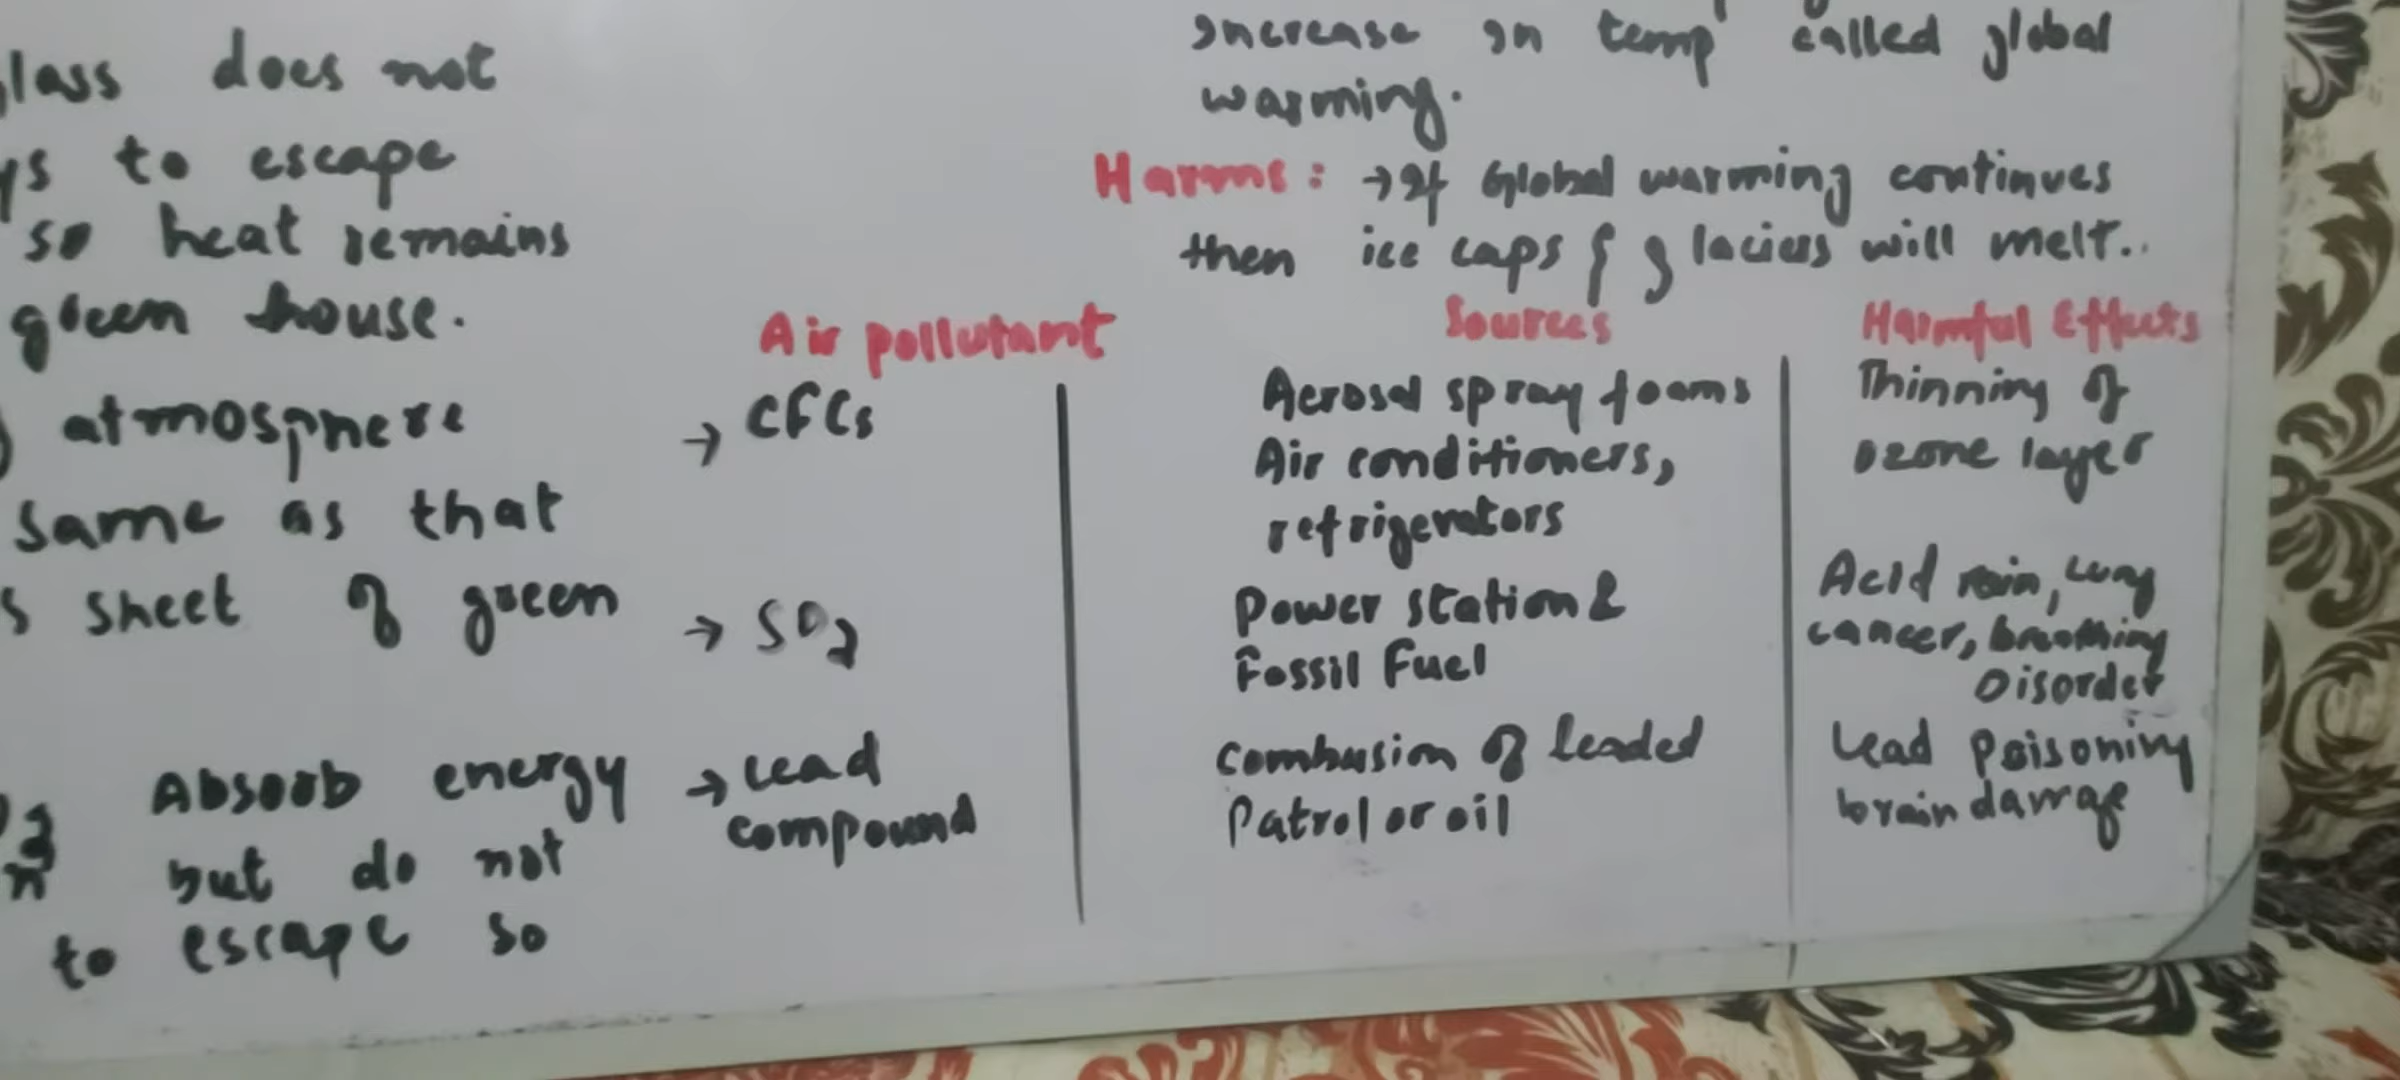 glass does not
ys to escape
so heat remains
green house.
atmosphere
same as that
s sheet of green
Absorb energy
but do not
to escape so
increase in temp called global
warming.
Harms: → If Global warming continues
then ice caps & glaciers will melt..
Air pollutant Sources Harmful Effects
→ CFCs
Aerosol spray foams
Air conditioners,
refrigerators
Thinning of
ozone layer
→ SO2
Power station &
Fossil Fuel
Acid rain, lung
cancer, breathing
Disorder
→ Lead
compound
combusion of leaded
Patrol or oil
Lead poisoning
brain damage